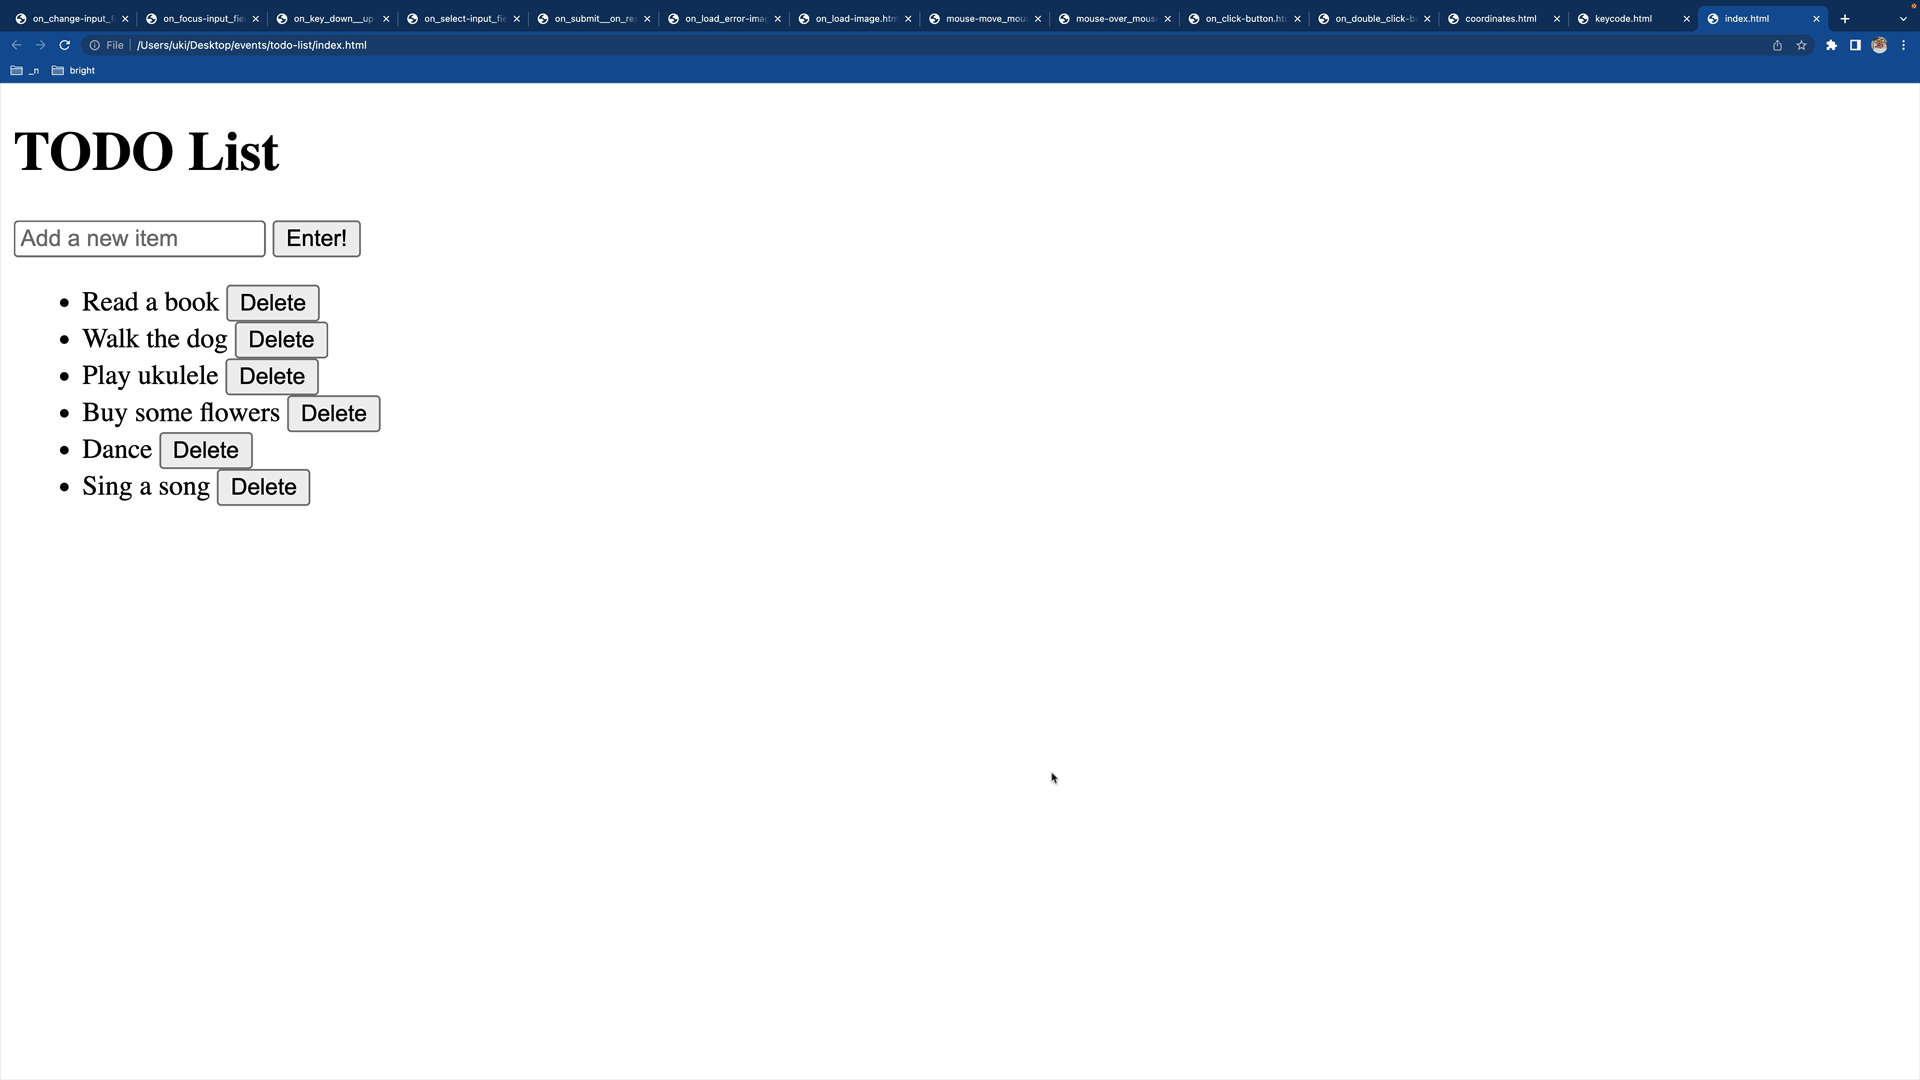 on_change-input_f
on_focus-input_fie
on_key_down__up-
on_select-input_fie
on_submit__on_re
on_load_error-imag
on_load-image.htm
mouse-move_mou
mouse-over_mous
on_click-button.ht
on_double_click-b
coordinates.html
keycode.html
index.html
File
/Users/uki/Desktop/events/todo-list/index.html
_n
bright
TODO List
Add a new item Enter!
• Read a book Delete
• Walk the dog Delete
• Play ukulele Delete
• Buy some flowers Delete
• Dance Delete
• Sing a song Delete